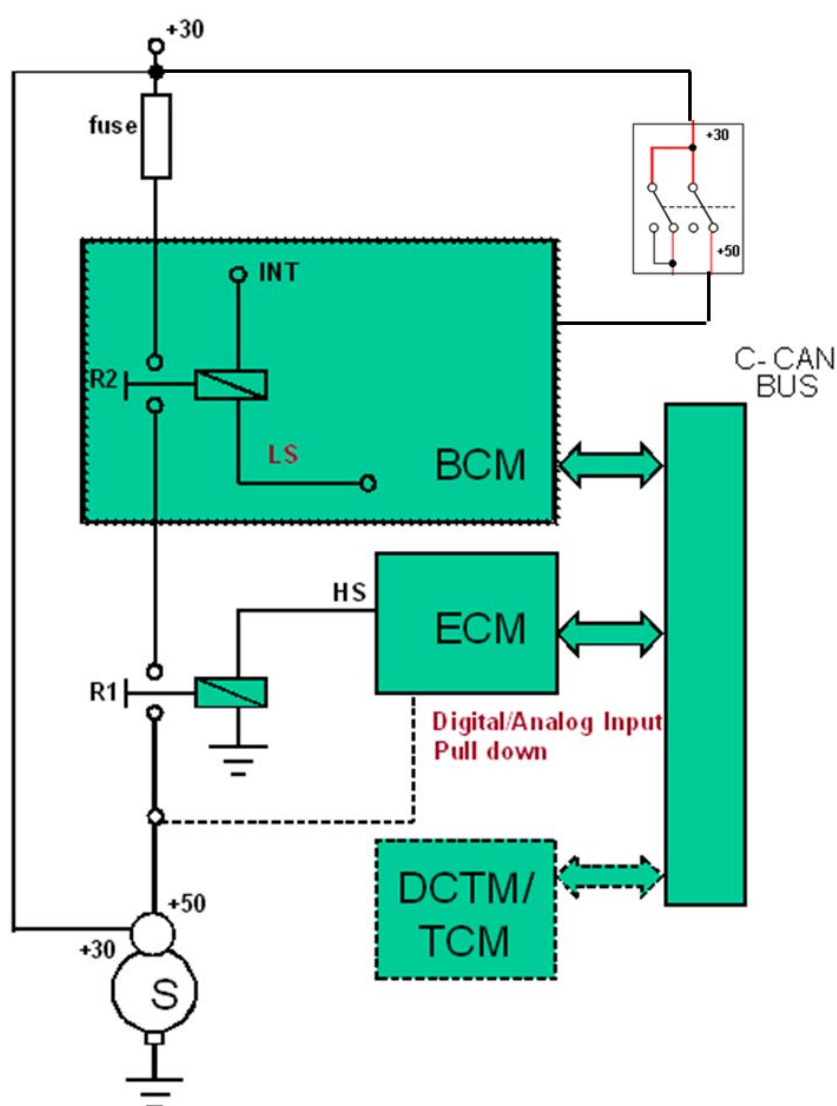 +30
fuse
+30
+50
INT
R2
LS
BCM
C-CAN
BUS
HS
ECM
R1
Digital/Analog Input
Pull down
+50
+30
S
DCTM/
TCM